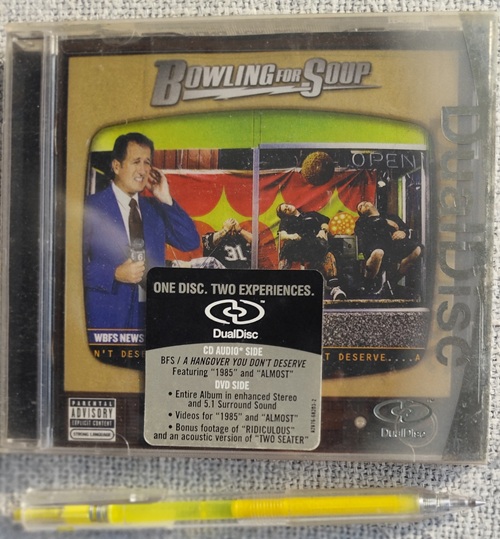 BOWLING FOR SOUP
DualDisc
OPEN
31
WBFS NEWS
N'T DES
T DESERVE....A
ONE DISC. TWO EXPERIENCES.
DualDisc
CD AUDIO* SIDE
BFS / A HANGOVER YOU DON'T DESERVE
Featuring "1985" and "ALMOST"
DVD SIDE
• Entire Album in enhanced Stereo
and 5.1 Surround Sound
• Videos for "1985" and "ALMOST"
• Bonus footage of "RIDICULOUS"
and an acoustic version of "TWO SEATER"
PARENTAL
ADVISORY
EXPLICIT CONTENT
STRONG LANGUAGE
DualDisc